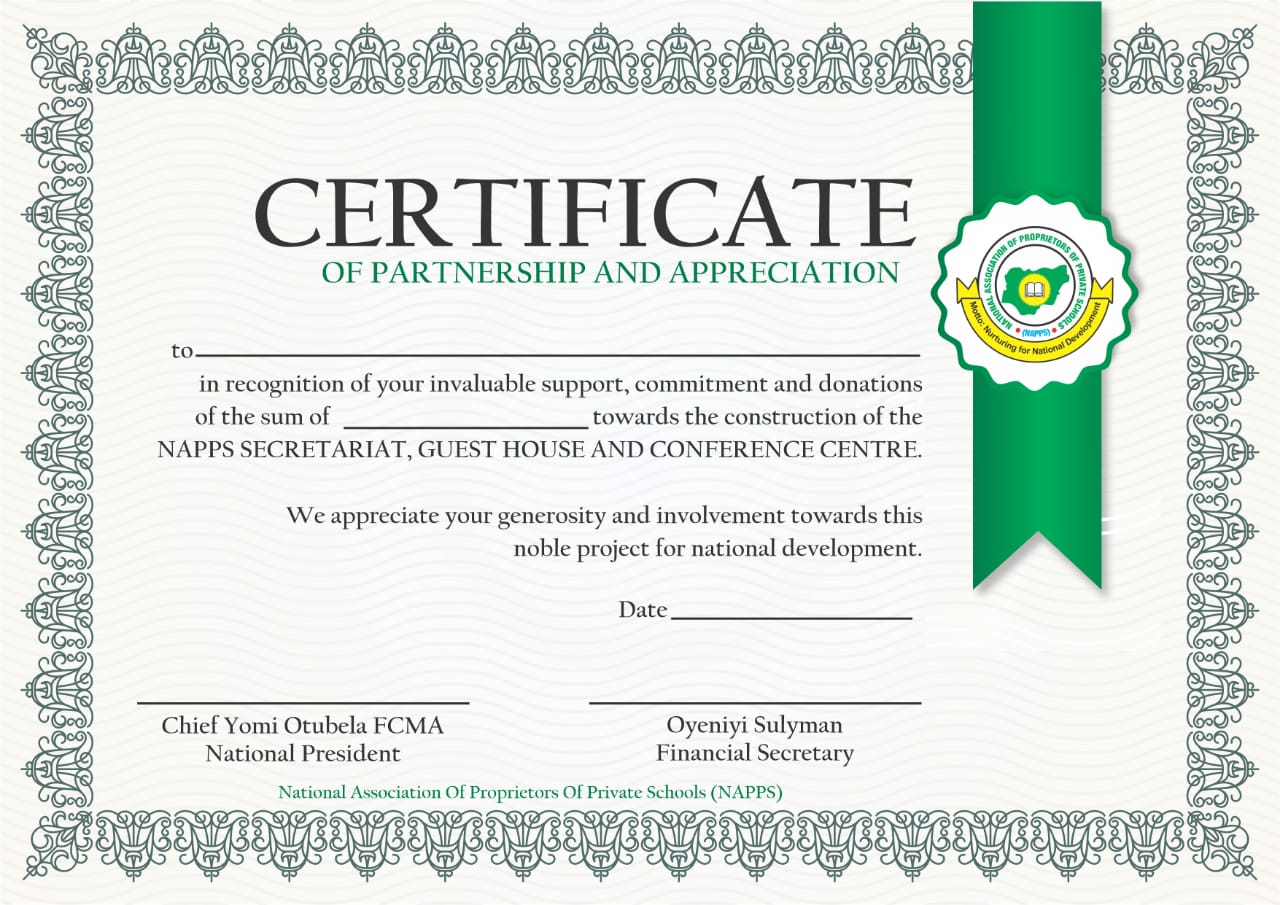 CERTIFICATE
OF PARTNERSHIP AND APPRECIATION
NATIONAL ASSOCIATION OF PROPRIETORS OF PRIVATE SCHOOLS
(NAPPS)
Motto: Nurturing for National Development
to
in recognition of your invaluable support, commitment and donations
of the sum of towards the construction of the
NAPPS SECRETARIAT, GUEST HOUSE AND CONFERENCE CENTRE.
We appreciate your generosity and involvement towards this
noble project for national development.
Date
Chief Yomi Otubela FCMA
National President
Oyeniyi Sulyman
Financial Secretary
National Association Of Proprietors Of Private Schools (NAPPS)